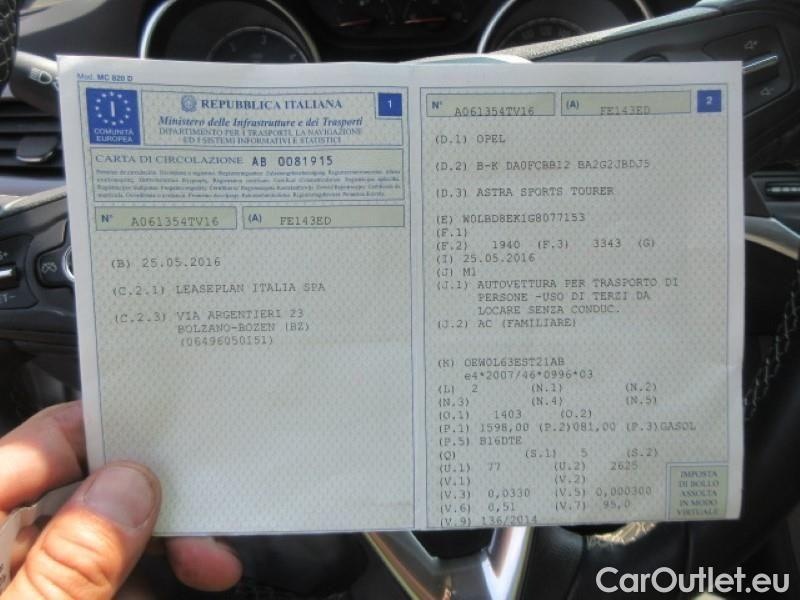 Mod. MC 820 D
i
COMUNITÀ
EUROPEA
REPUBBLICA ITALIANA
1
Ministero delle Infrastrutture e dei Trasporti
DIPARTIMENTO PER I TRASPORTI, LA NAVIGAZIONE
ED I SISTEMI INFORMATIVI E STATISTICI
CARTA DI CIRCOLAZIONE AB 0081915
N° A061354TV16 (A) FE143ED
(B) 25.05.2016
(C.2.1) LEASEPLAN ITALIA SPA
(C.2.3) VIA ARGENTIERI 23
BOLZANO-BOZEN (BZ)
(06496050151)
N° A061354TV16 (A) FE143ED 2
(D.1) OPEL
(D.2) B-K DA0FCBB12 BA2G2JBDJ5
(D.3) ASTRA SPORTS TOURER
(E) W0LBD8EK1G8077153
(F.1)
(F.2) 1940 (F.3) 3343 (G)
(I) 25.05.2016
(J) M1
(J.1) AUTOVETTURA PER TRASPORTO DI
PERSONE -USO DI TERZI DA
LOCARE SENZA CONDUC.
(J.2) AC (FAMILIARE)
(K) OEW0L63EST21AB
e4*2007/46*0996*03
(L) 2 (N.1) (N.2)
(N.3) (N.4) (N.5)
(O.1) 1403 (O.2)
(P.1) 1598,00 (P.2)081,00 (P.3)GASOL
(P.5) B16DTE
(Q) (S.1) 5 (S.2)
(U.1) 77 (U.2) 2625
(V.1) (V.2)
(V.3) 0,0330 (V.5) 0,000300
(V.6) 0,51 (V.7) 95,0
(V.9) 136/2014
IMPOSTA
DI BOLLO
ASSOLTA
IN MODO
VIRTUALE
CarOutlet.eu